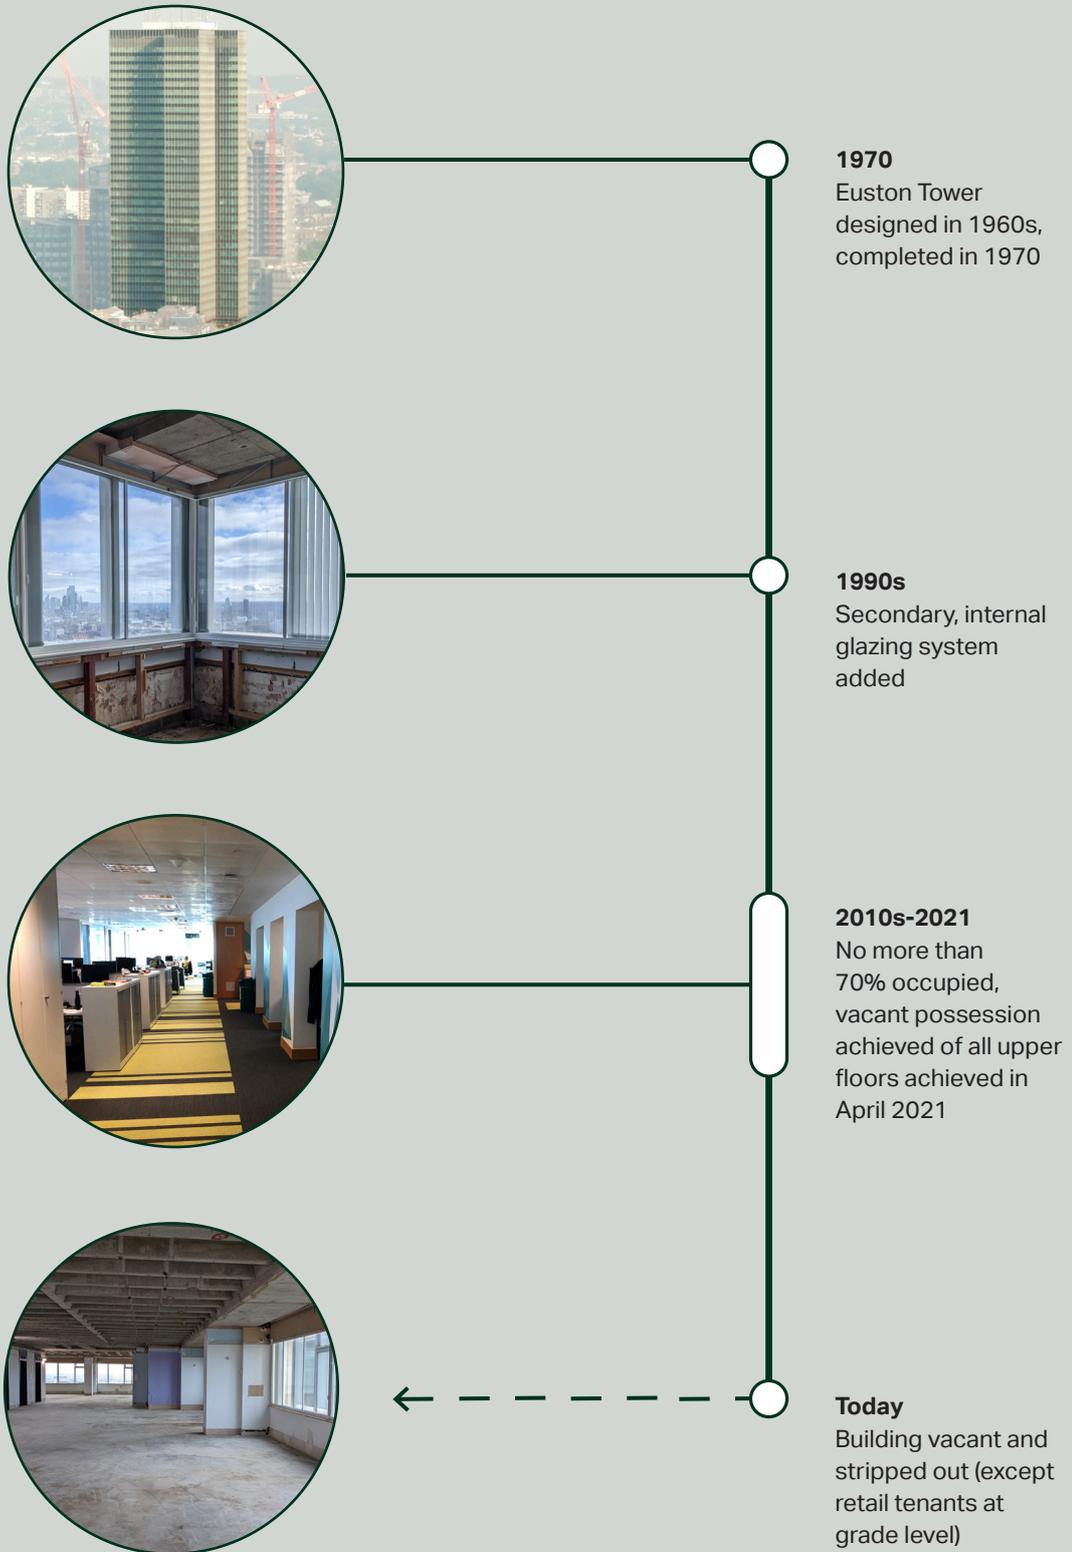 1970
Euston Tower
designed in 1960s,
completed in 1970
1990s
Secondary, internal
glazing system
added
2010s-2021
No more than
70% occupied,
vacant possession
achieved of all upper
floors achieved in
April 2021
Today
Building vacant and
stripped out (except
retail tenants at
grade level)